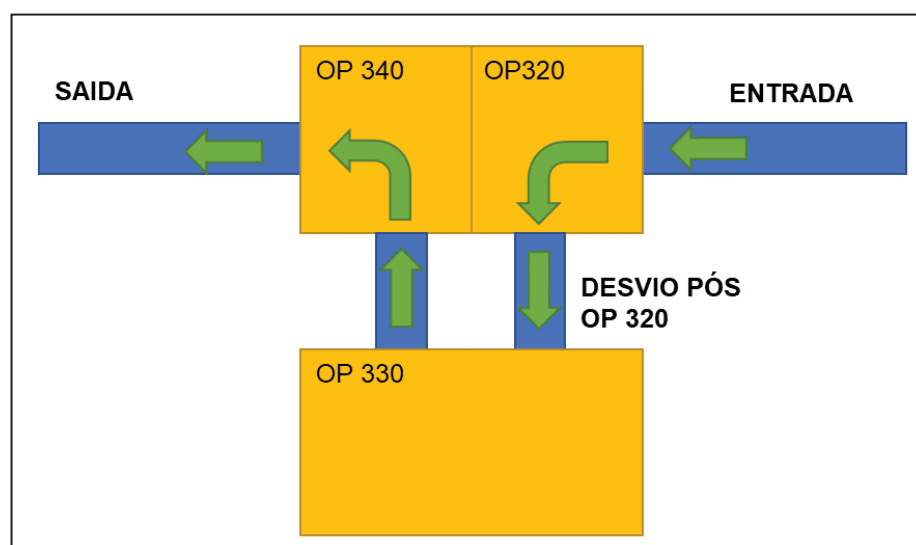 OP 340
OP320
SAIDA
ENTRADA
DESVIO PÓS
OP 320
OP 330